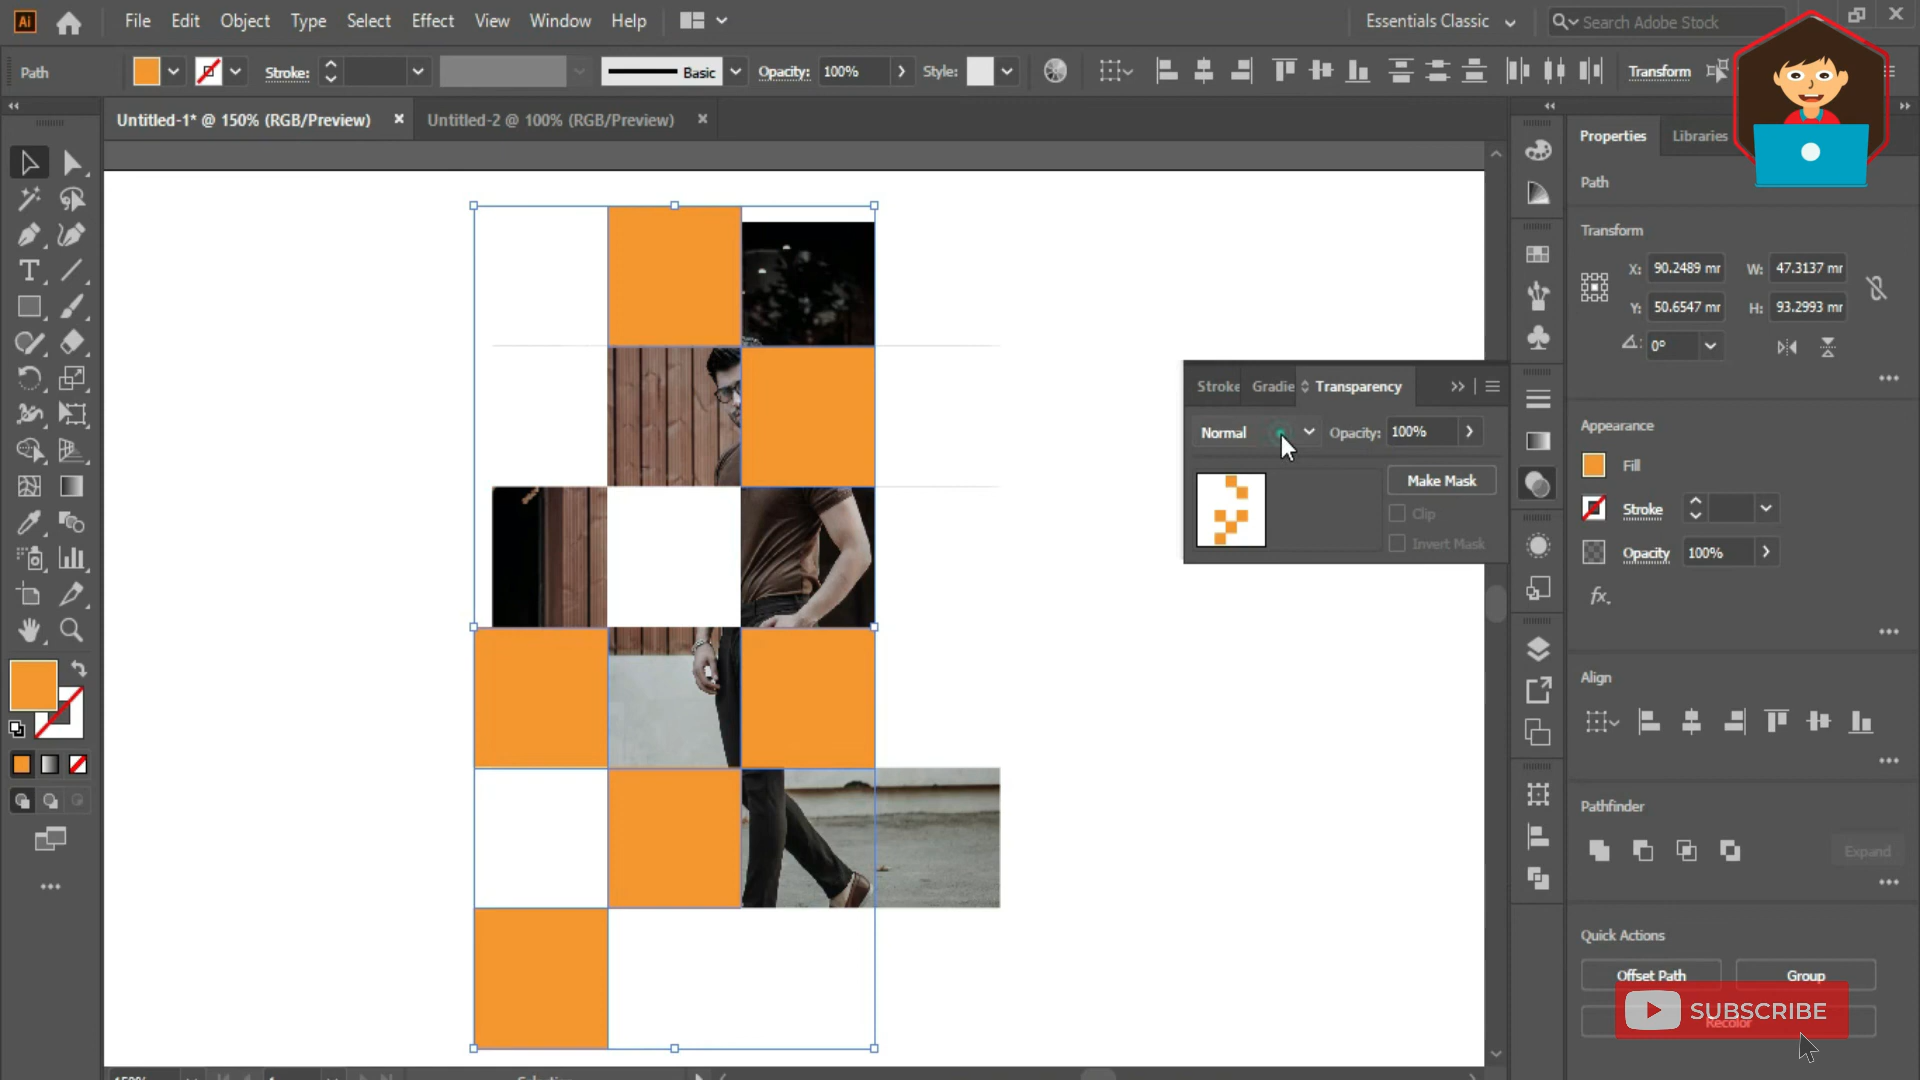 Ai File Edit Object Type Select Effect View Window Help Essentials Classic Search Adobe Stock
Path Stroke: Basic Opacity: 100% Style: Transform
Untitled-1* @ 150% (RGB/Preview) × Untitled-2 @ 100% (RGB/Preview) ×
Properties Libraries
Path
Transform
X: 90.2489 mr W: 47.3137 mr
Y: 50.6547 mr H: 93.2993 mr
0°
Stroke Gradie Transparency
Normal Opacity: 100%
Make Mask
Clip
Invert Mask
Appearance
Fill
Stroke
Opacity 100%
fx.
Align
Pathfinder
Expand
Quick Actions
Offset Path Group
SUBSCRIBE
Recolor